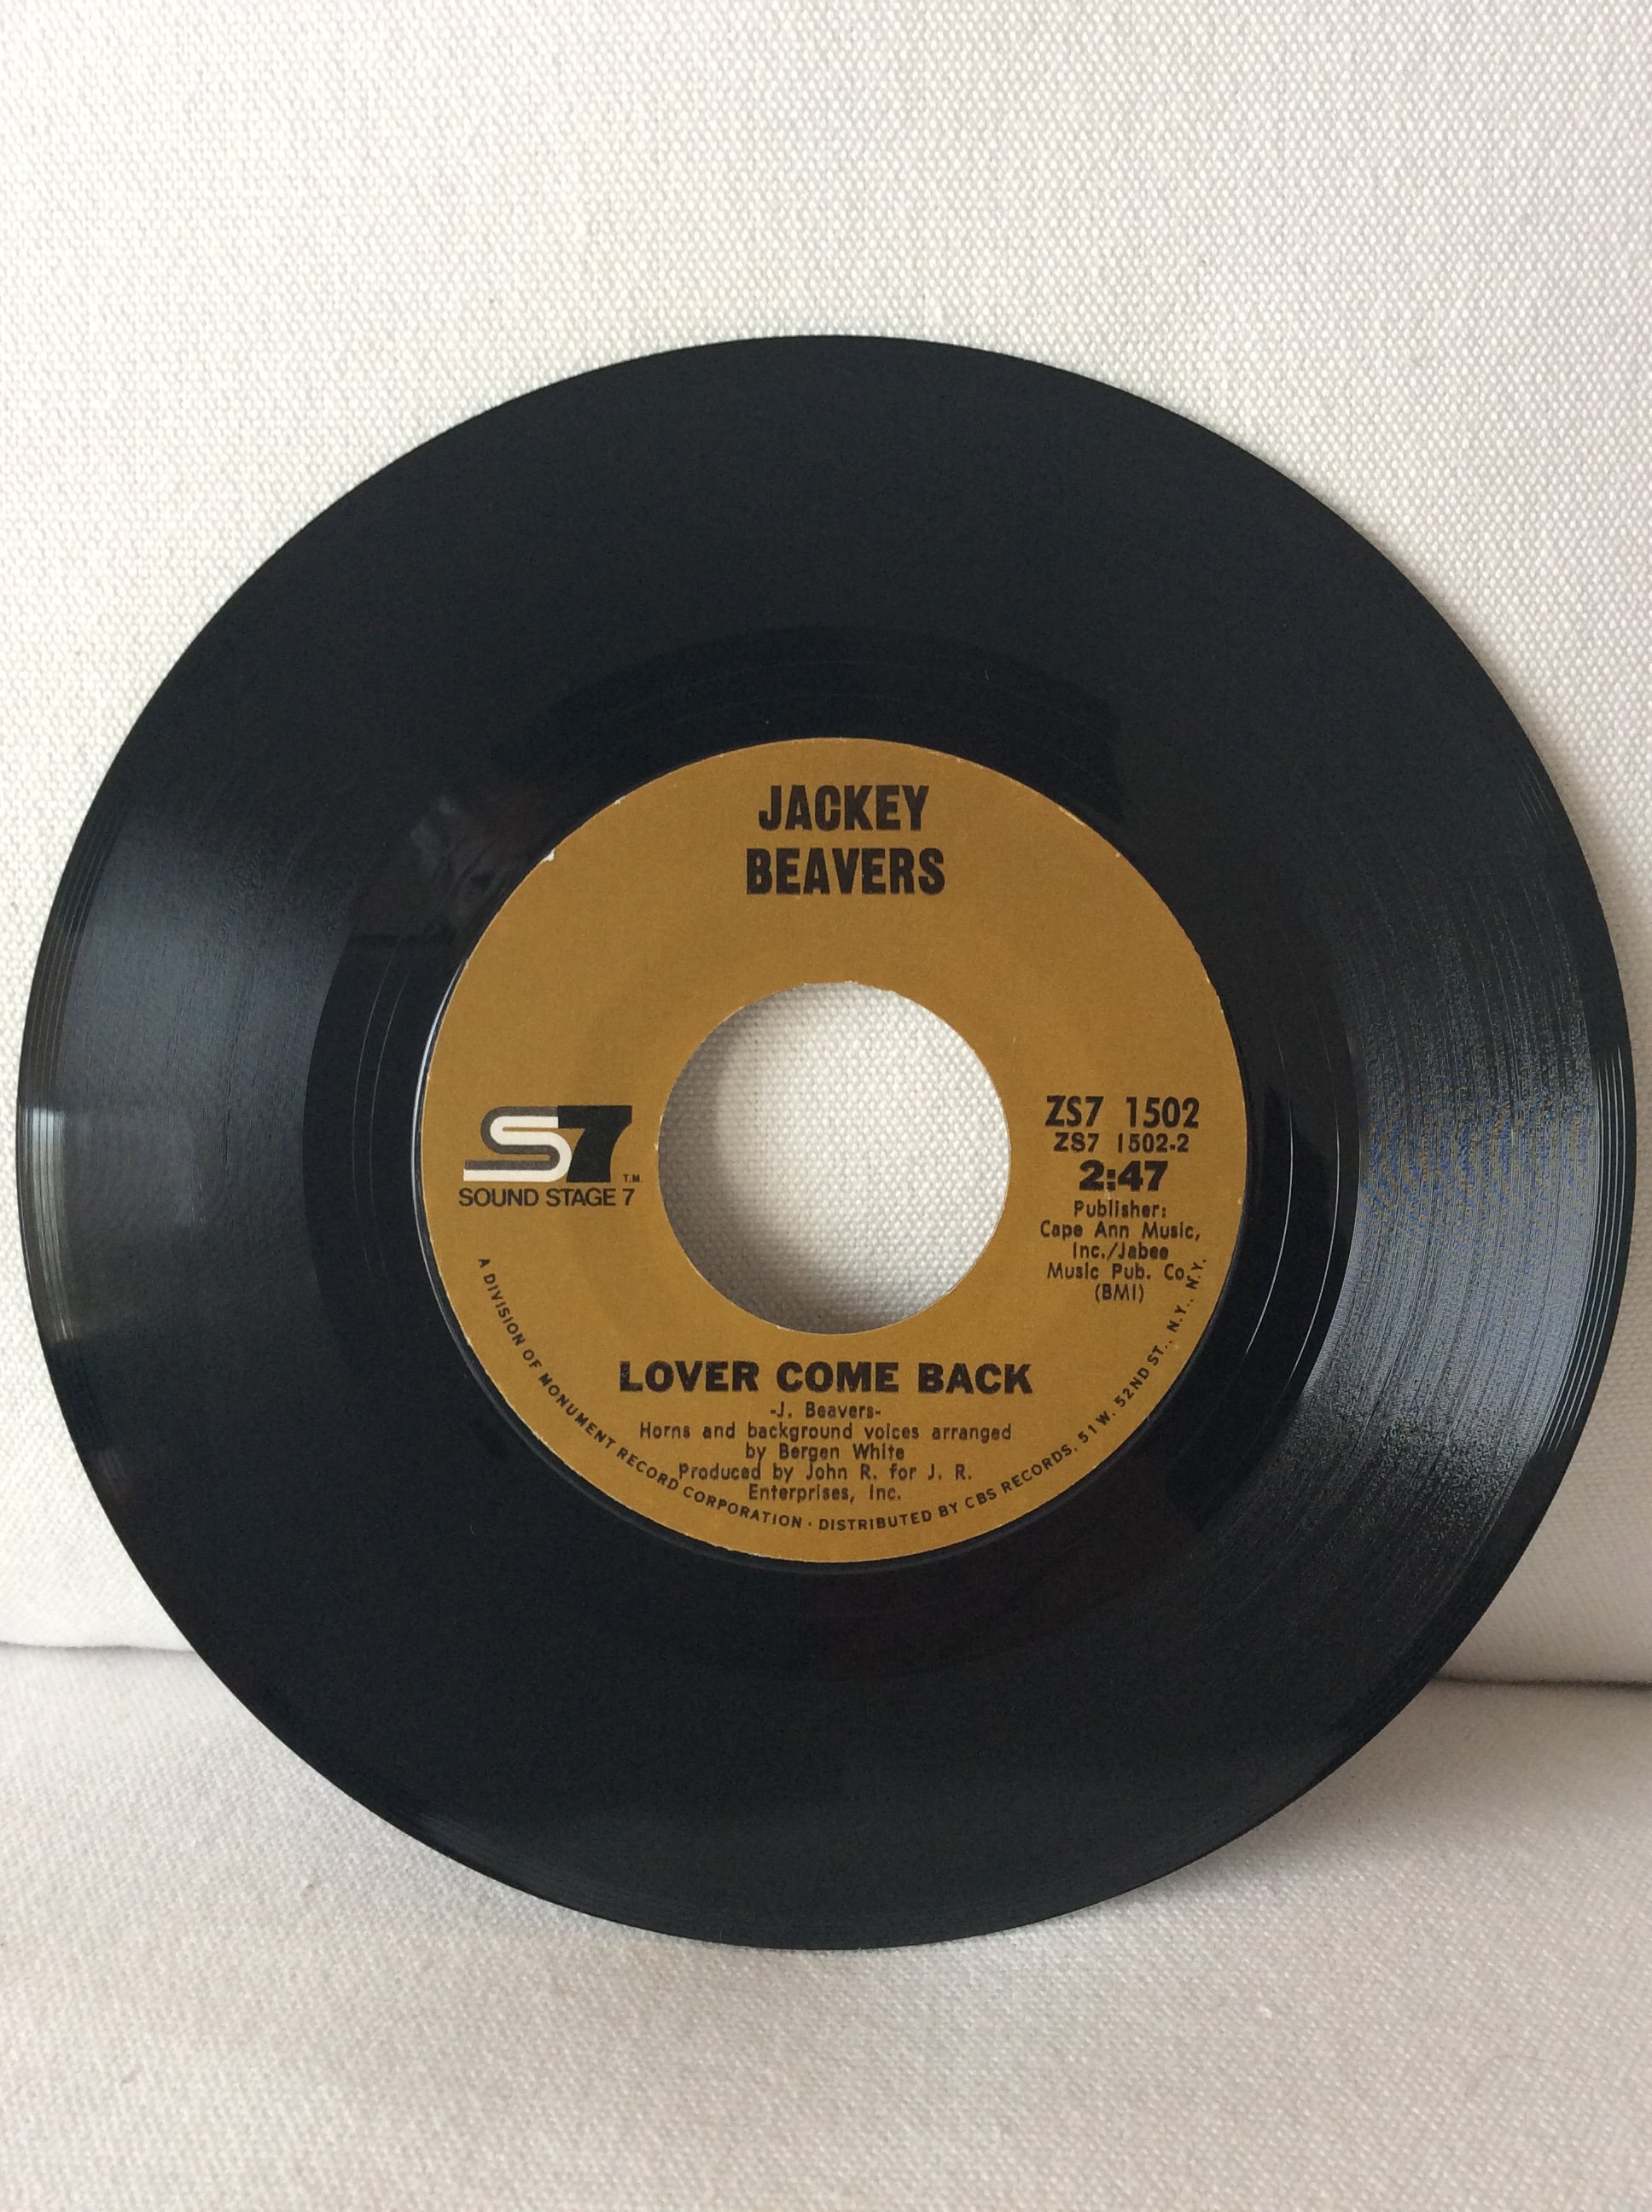 JACKEY
BEAVERS
S7
T.M.
SOUND STAGE 7
ZS7 1502
ZS7 1502-2
2:47
Publisher:
Cape Ann Music,
Inc./Jabee
Music Pub. Co.
(BMI)
LOVER COME BACK
-J. Beavers-
Horns and background voices arranged
by Bergen White
Produced by John R. for J. R.
Enterprises, Inc.
A DIVISION OF MONUMENT RECORD CORPORATION · DISTRIBUTED BY CBS RECORDS, 51 W. 52ND ST., N.Y., N.Y.